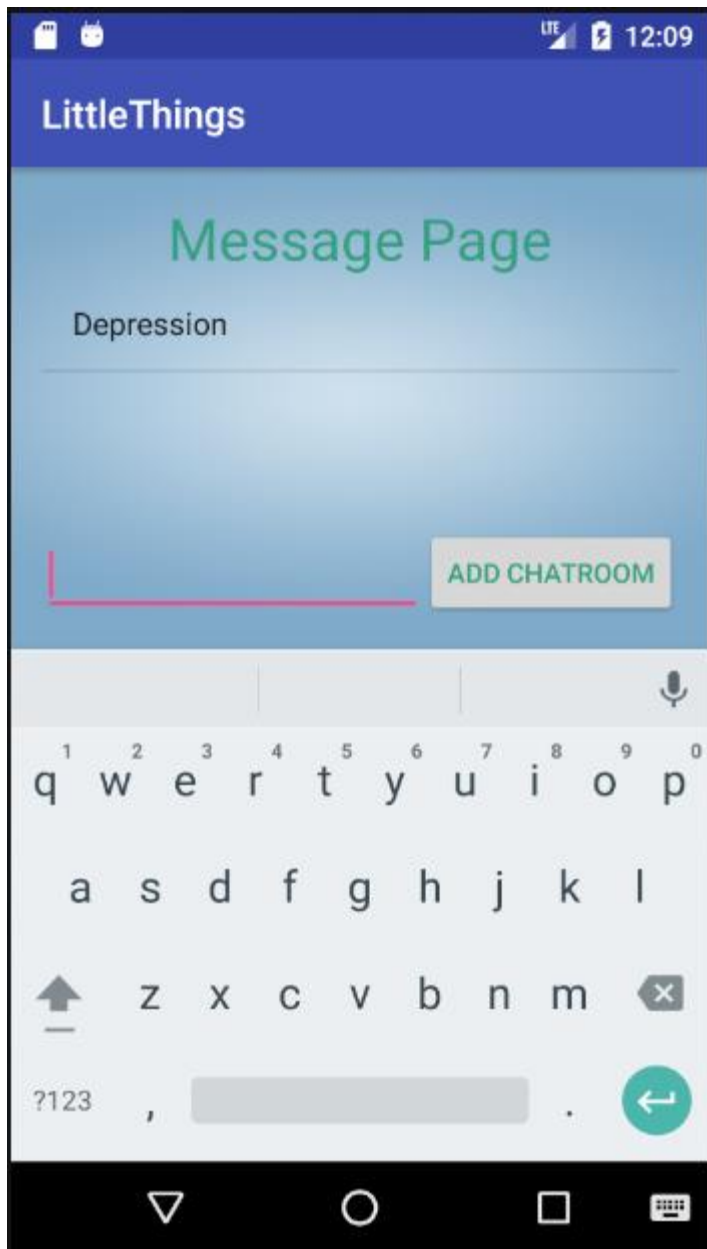 LTE 12:09
LittleThings
Message Page
Depression
ADD CHATROOM
1 2 3 4 5 6 7 8 9 0
q w e r t y u i o p
a s d f g h j k l
z x c v b n m
?123 , .